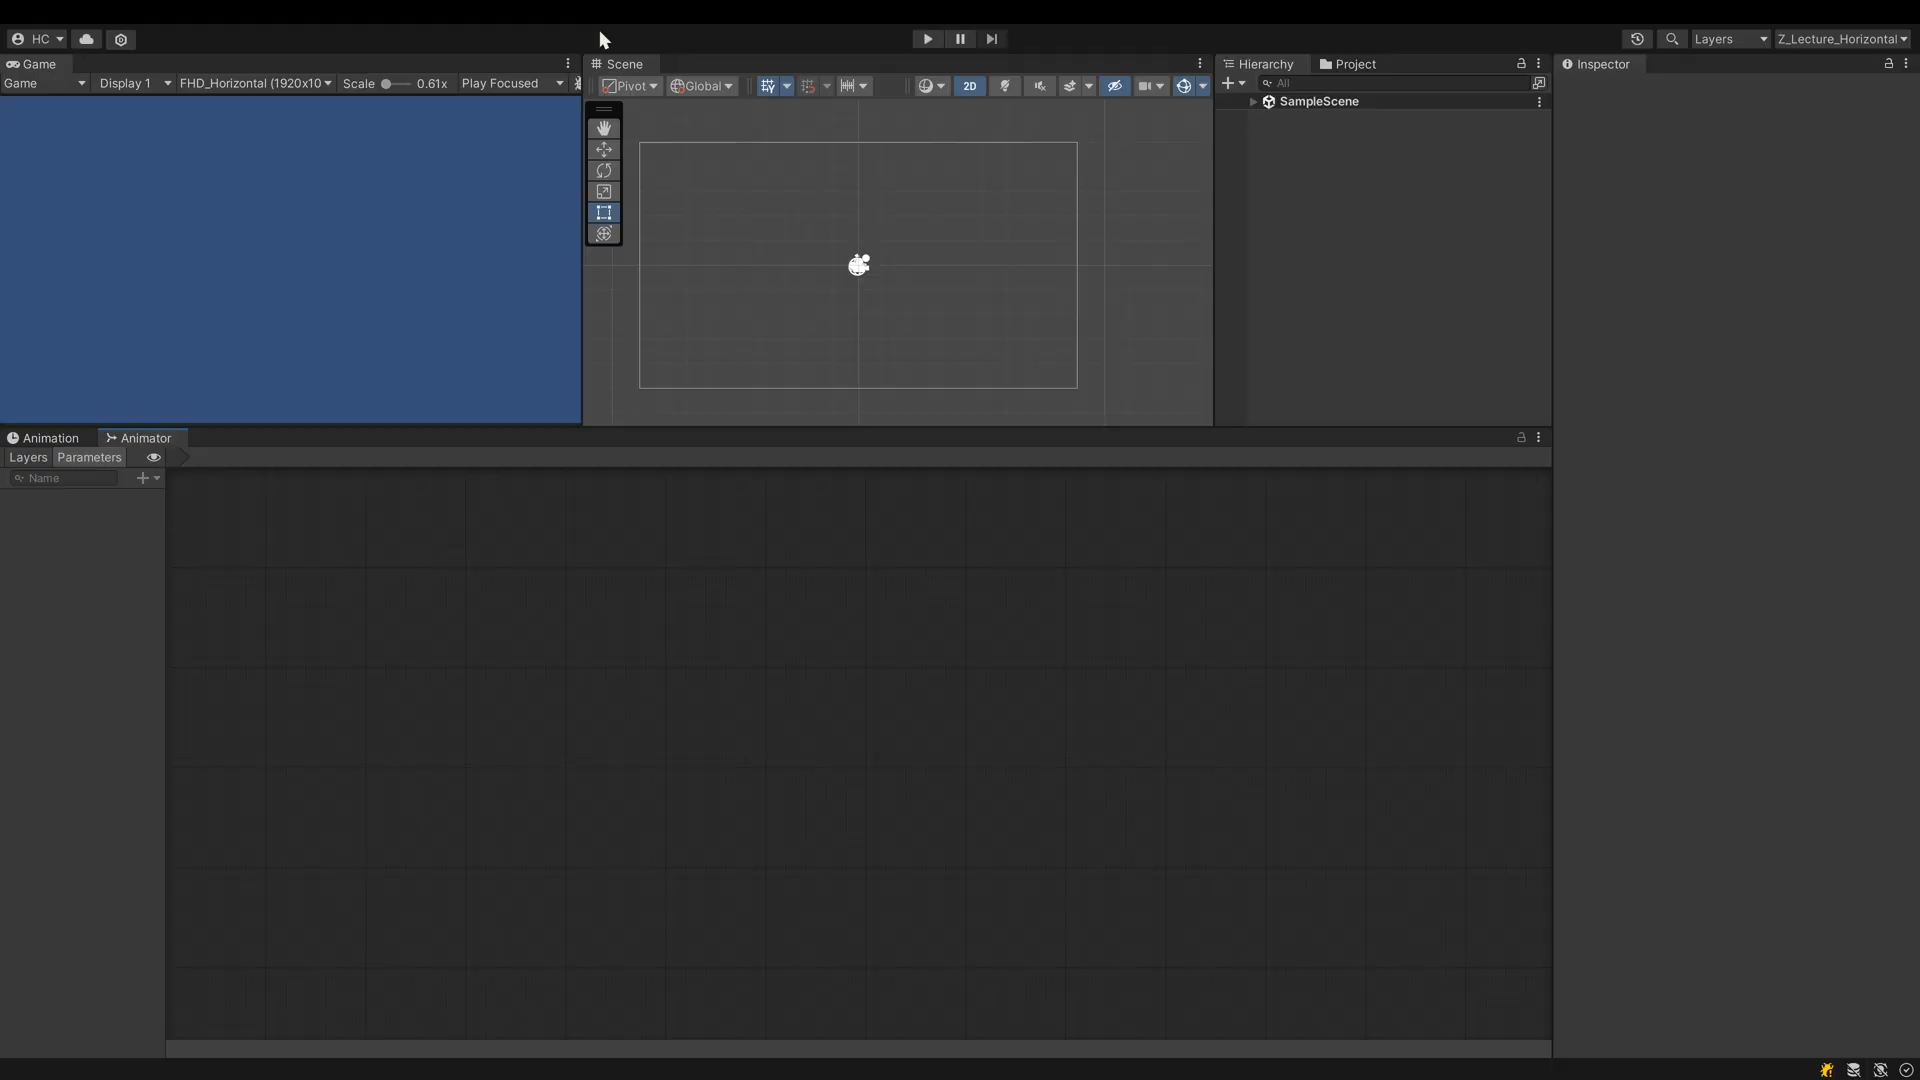 HC
Layers
Z_Lecture_Horizontal
Game
Scene
Hierarchy
Project
Inspector
Game
Display 1
FHD_Horizontal (1920x10
Scale
0.61x
Play Focused
Pivot
Global
2D
All
SampleScene
Animation
Animator
Layers
Parameters
Name